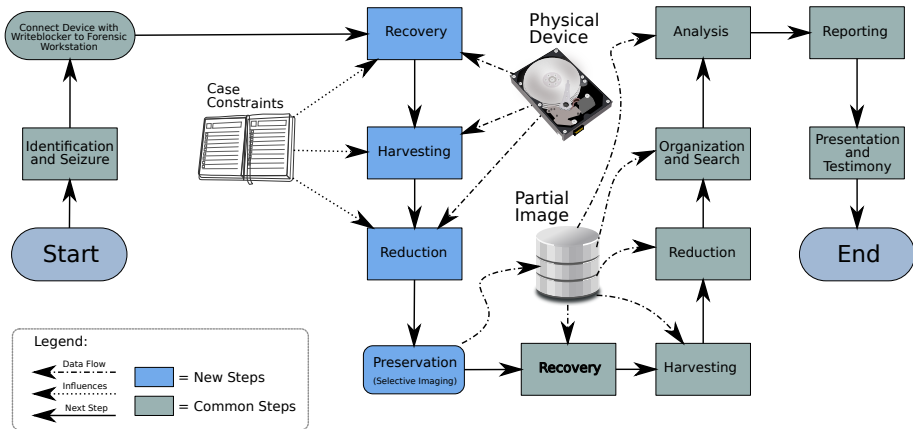 Connect Device with
Writeblocker to Forensic
Workstation
Recovery
Physical
Device
Analysis
Reporting
Case
Constraints
Identification
and Seizure
Harvesting
Organization
and Search
Presentation
and
Testimony
Partial
Image
Start
Reduction
Reduction
End
Legend:
Data Flow
Influences
Next Step
= New Steps
= Common Steps
Preservation
(Selective Imaging)
Recovery
Harvesting